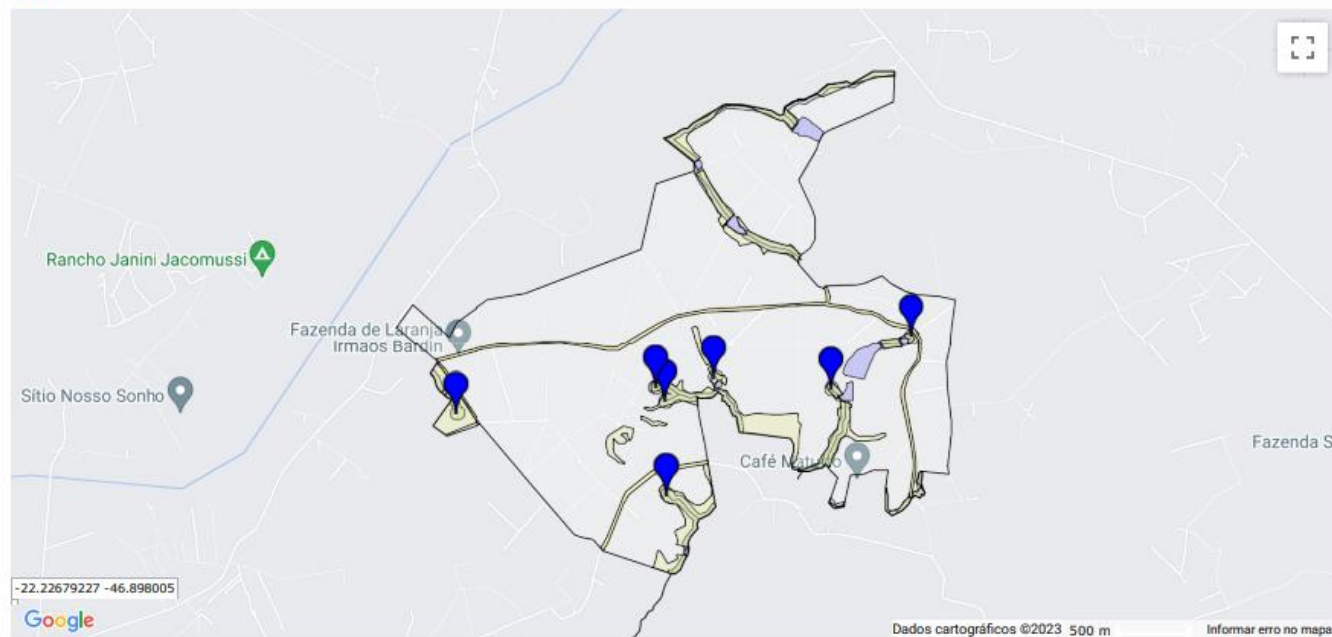 Rancho Janini Jacomussi
Fazenda de Laranja
Irmaos Bardin
Sítio Nosso Sonho
Fazenda S
Café
-22.22679227 -46.898005
Google
Dados cartográficos ©2023
500 m
Informar erro no mapa